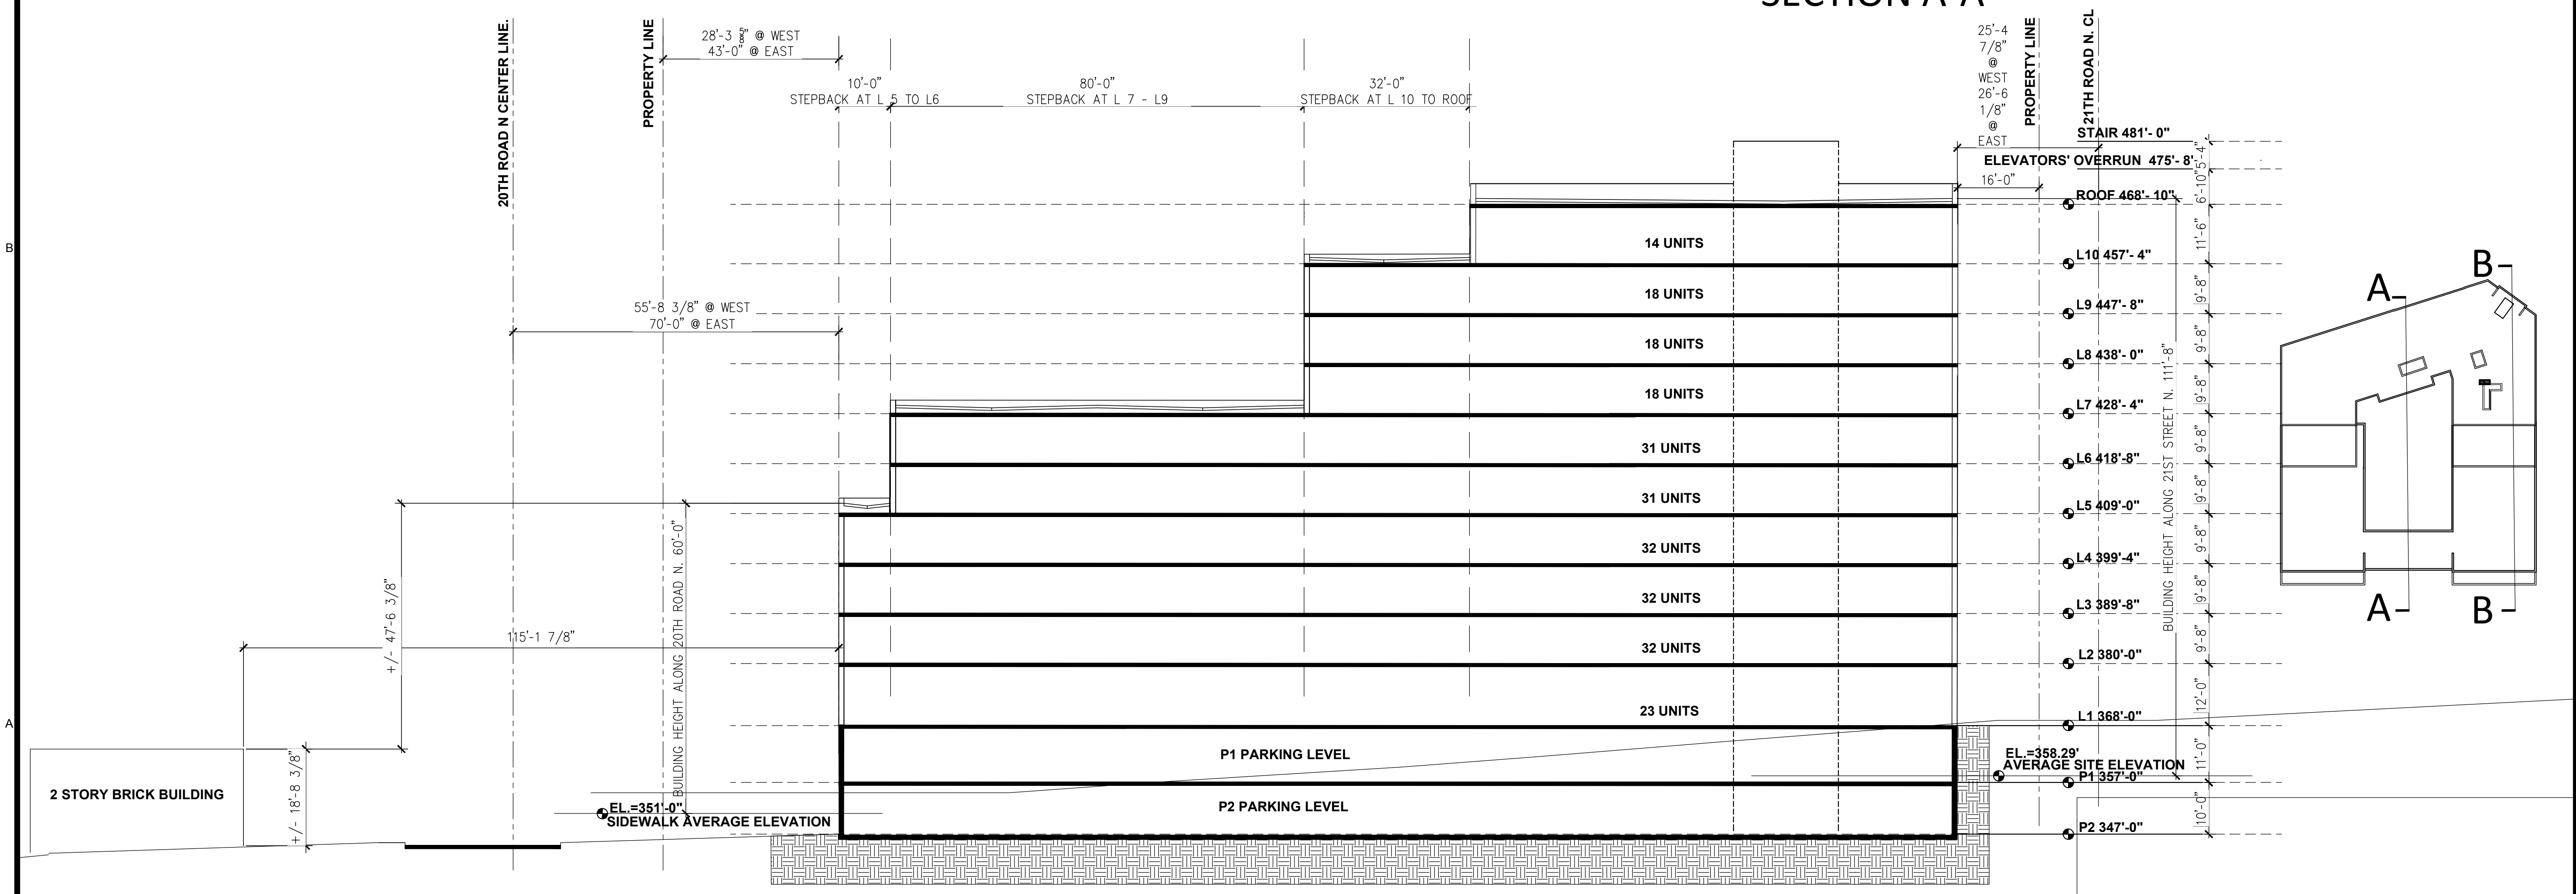 SECTION A-A
20TH ROAD N CENTER LINE.
PROPERTY LINE
28'-3 5/8" @ WEST
43'-0" @ EAST
10'-0"
STEPBACK AT L 5 TO L6
80'-0"
STEPBACK AT L 7 - L9
32'-0"
STEPBACK AT L 10 TO ROOF
25'-4
7/8"
@
WEST
26'-6
1/8"
@
EAST
PROPERTY LINE
21TH ROAD N. CL
STAIR 481'- 0"
5'-4"
ELEVATORS' OVERRUN 475'- 8'
16'-0"
6'-10"
ROOF 468'- 10"
B
14 UNITS
11'-6"
L10 457'- 4"
18 UNITS
9'-8"
L9 447'- 8"
18 UNITS
9'-8"
L8 438'- 0"
18 UNITS
9'-8"
L7 428'- 4"
31 UNITS
9'-8"
L6 418'-8"
31 UNITS
9'-8"
L5 409'-0"
32 UNITS
9'-8"
L4 399'-4"
32 UNITS
9'-8"
L3 389'-8"
32 UNITS
9'-8"
L2 380'-0"
23 UNITS
12'-0"
L1 368'-0"
P1 PARKING LEVEL
11'-0"
EL.=358.29'
AVERAGE SITE ELEVATION
P1 357'-0"
P2 PARKING LEVEL
10'-0"
P2 347'-0"
BUILDING HEIGHT ALONG 21ST STREET N. 111'-8"
55'-8 3/8" @ WEST
70'-0" @ EAST
+/- 47'-6 3/8"
BUILDING HEIGHT ALONG 20TH ROAD N. 60'-0"
115'-1 7/8"
A
2 STORY BRICK BUILDING
+/- 18'-8 3/8"
EL.=351'-0"
SIDEWALK AVERAGE ELEVATION
A
B
A
B